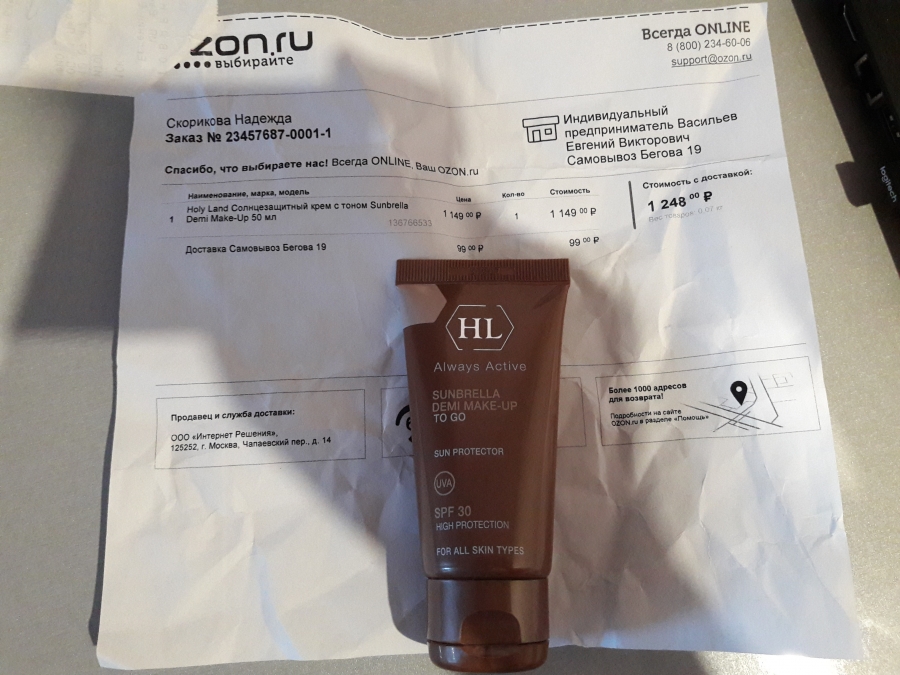 ozon.ru
выбирайте
Всегда ONLINE
8 (800) 234-60-06
support@ozon.ru
Скорикова Надежда
Заказ № 23457687-0001-1
Индивидуальный
предприниматель Васильев
Евгений Викторович
Самовывоз Бегова 19
Спасибо, что выбираете нас! Всегда ONLINE, Ваш OZON.ru
Наименование, марка, модель Цена Кол-во Стоимость
1 Holy Land Солнцезащитный крем с тоном Sunbrella
Demi Make-Up 50 мл 136766533 1 149 00 ₽ 1 1 149 00 ₽
Доставка Самовывоз Бегова 19 99 00 ₽ 99 00 ₽
Стоимость с доставкой:
1 248 00 ₽
Вес товаров: 0,07 кг
HL
Always Active
SUNBRELLA
DEMI MAKE-UP
TO GO
SUN PROTECTOR
UVA
SPF 30
HIGH PROTECTION
FOR ALL SKIN TYPES
Продавец и служба доставки:
ООО «Интернет Решения»,
125252, г. Москва, Чапаевский пер., д. 14
Более 1000 адресов
для возврата!
Подробности на сайте
OZON.ru в разделе «Помощь»
logitech